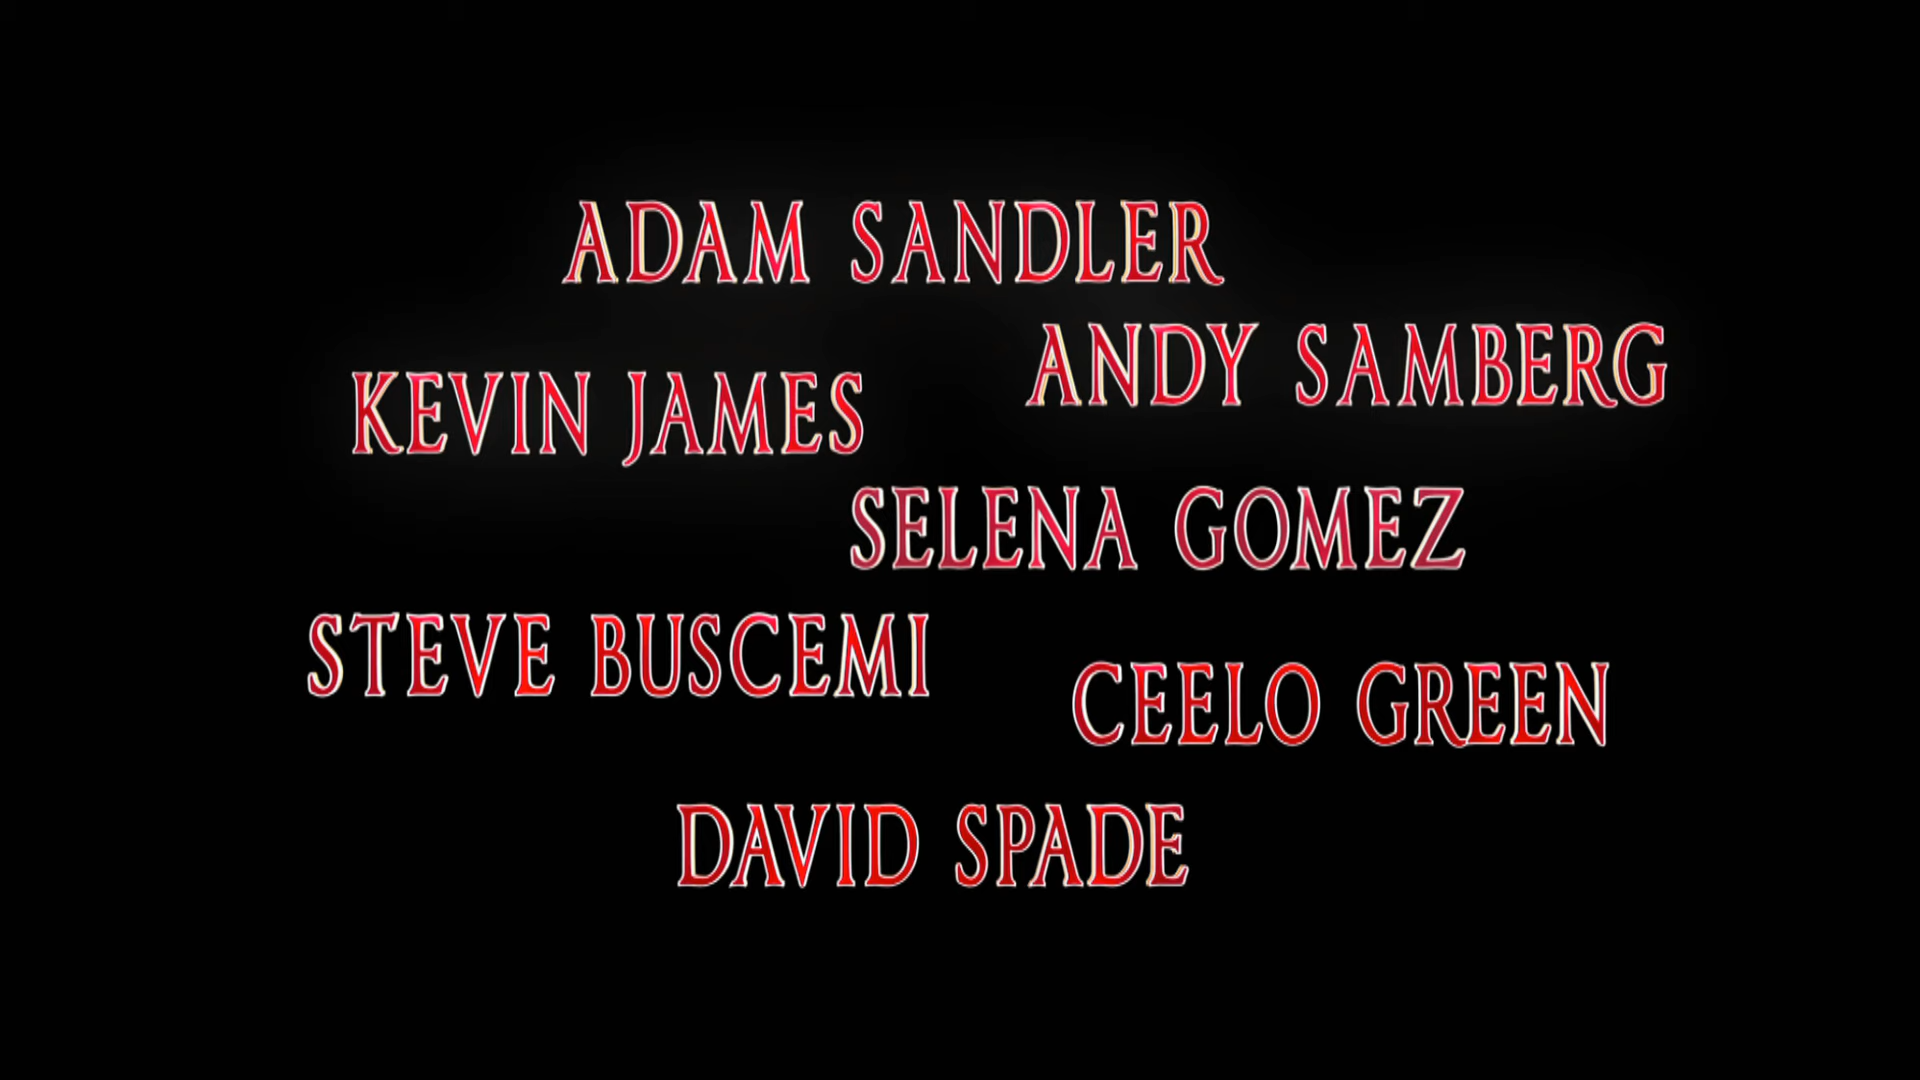 ADAM SANDLER
ANDY SAMBERG
KEVIN JAMES
SELENA GOMEZ
STEVE BUSCEMI
CEELO GREEN
DAVID SPADE